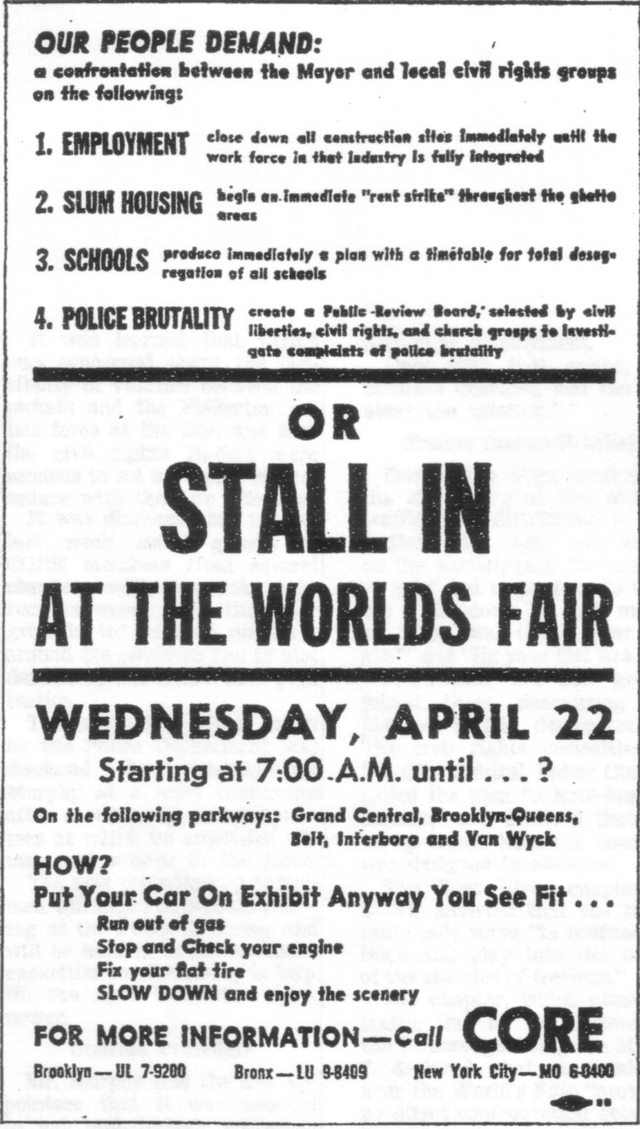 OUR PEOPLE DEMAND:
a confrontation between the Mayor and local civil rights groups
on the following:
1. EMPLOYMENT close down all construction sites immediately until the
work force in that industry is fully integrated
2. SLUM HOUSING begin an immediate "rent strike" throughout the ghetto
areas
3. SCHOOLS produce immediately a plan with a timetable for total deseg-
regation of all schools
4. POLICE BRUTALITY create a Public Review Board, selected by civil
liberties, civil rights, and church groups to investi-
gate complaints of police brutality
OR
STALL IN
AT THE WORLDS FAIR
WEDNESDAY, APRIL 22
Starting at 7:00 A.M. until . . . ?
On the following parkways: Grand Central, Brooklyn-Queens,
Belt, Interboro and Van Wyck
HOW?
Put Your Car On Exhibit Anyway You See Fit . . .
Run out of gas
Stop and Check your engine
Fix your flat tire
SLOW DOWN and enjoy the scenery
FOR MORE INFORMATION—Call CORE
Brooklyn—UL 7-9200 Bronx—LU 9-8409 New York City—MO 6-0400